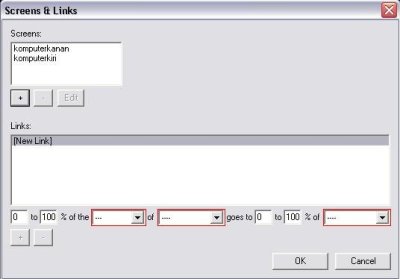 Screens & Links
Screens:
komputerkanan
komputerkiri
+ - Edit
Links:
[New Link]
0 to 100 % of the --- of ---- goes to 0 to 100 % of ----
+ -
OK Cancel